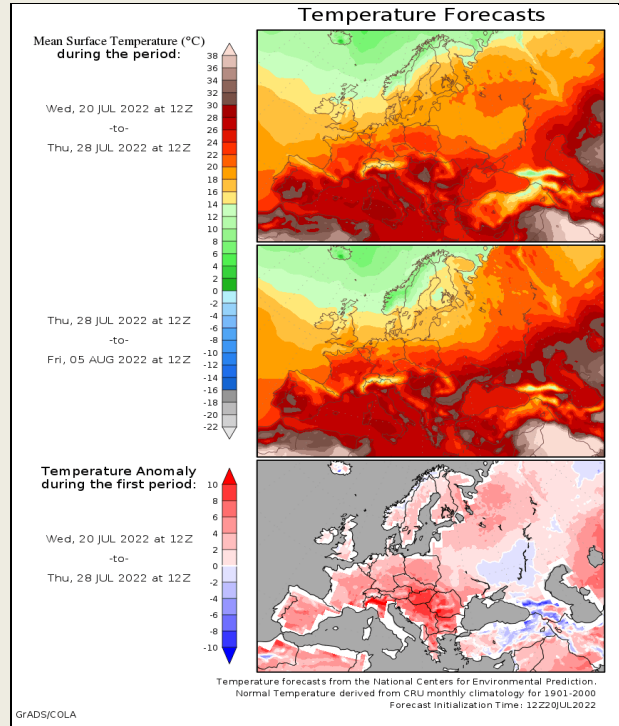 Temperature Forecasts
Mean Surface Temperature (°C)
during the period:
38
36
34
32
30
28
26
24
22
20
18
16
14
12
10
8
6
4
2
0
-2
-4
-6
-8
-10
-12
-14
-16
-18
-20
-22
Wed, 20 JUL 2022 at 12Z
-to-
Thu, 28 JUL 2022 at 12Z
Thu, 28 JUL 2022 at 12Z
-to-
Fri, 05 AUG 2022 at 12Z
Temperature Anomaly
during the first period:
10
8
6
4
2
0
-2
-4
-6
-8
-10
Wed, 20 JUL 2022 at 12Z
-to-
Thu, 28 JUL 2022 at 12Z
Temperature forecasts from the National Centers for Environmental Prediction.
Normal Temperature derived from CRU monthly climatology for 1901-2000
Forecast Initialization Time: 12Z20JUL2022
GrADS/COLA